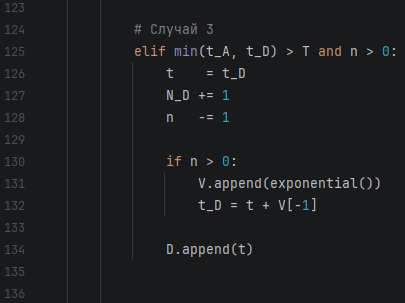 123
124 # Случай 3
125 elif min(t_A, t_D) > T and n > 0:
126 t = t_D
127 N_D += 1
128 n -= 1
129
130 if n > 0:
131 V.append(exponential())
132 t_D = t + V[-1]
133
134 D.append(t)
135
136